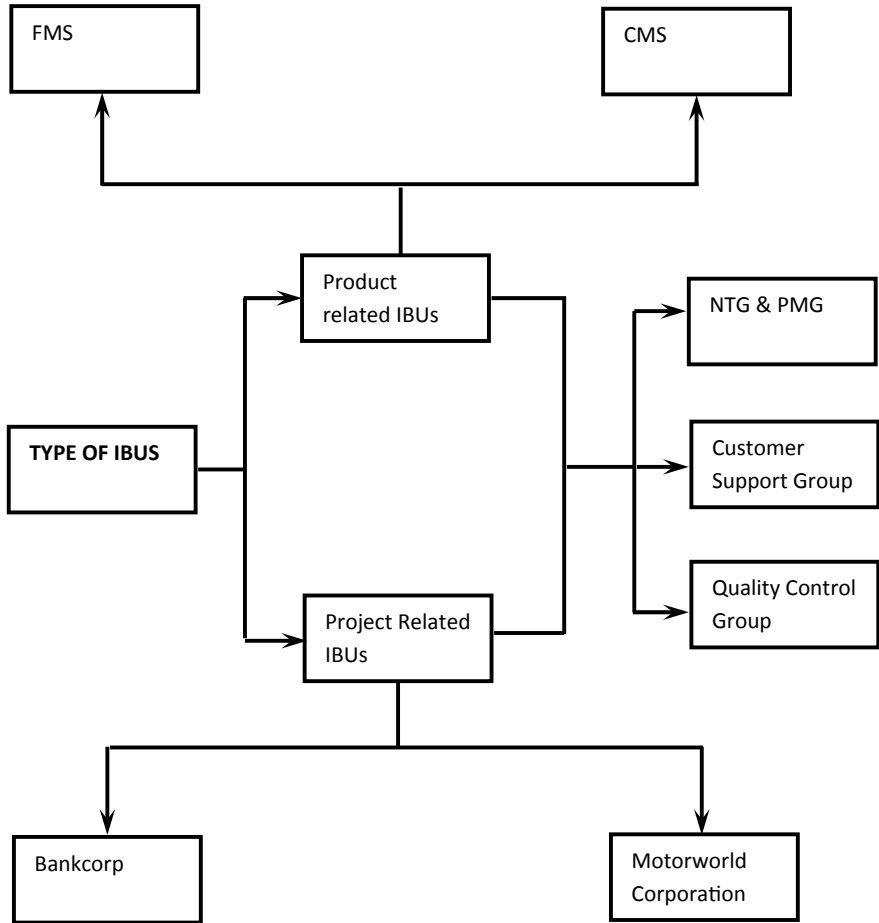 FMS
CMS
Product
related IBUs
NTG & PMG
TYPE OF IBUS
Customer
Support Group
Quality Control
Group
Project Related
IBUs
Bankcorp
Motorworld
Corporation